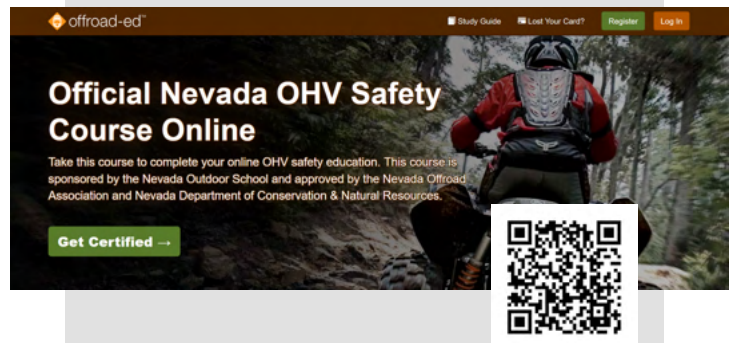 offroad-ed™
Study Guide
Lost Your Card?
Register
Log In
Official Nevada OHV Safety
Course Online
Take this course to complete your online OHV safety education. This course is
sponsored by the Nevada Outdoor School and approved by the Nevada Offroad
Association and Nevada Department of Conservation & Natural Resources.
Get Certified →